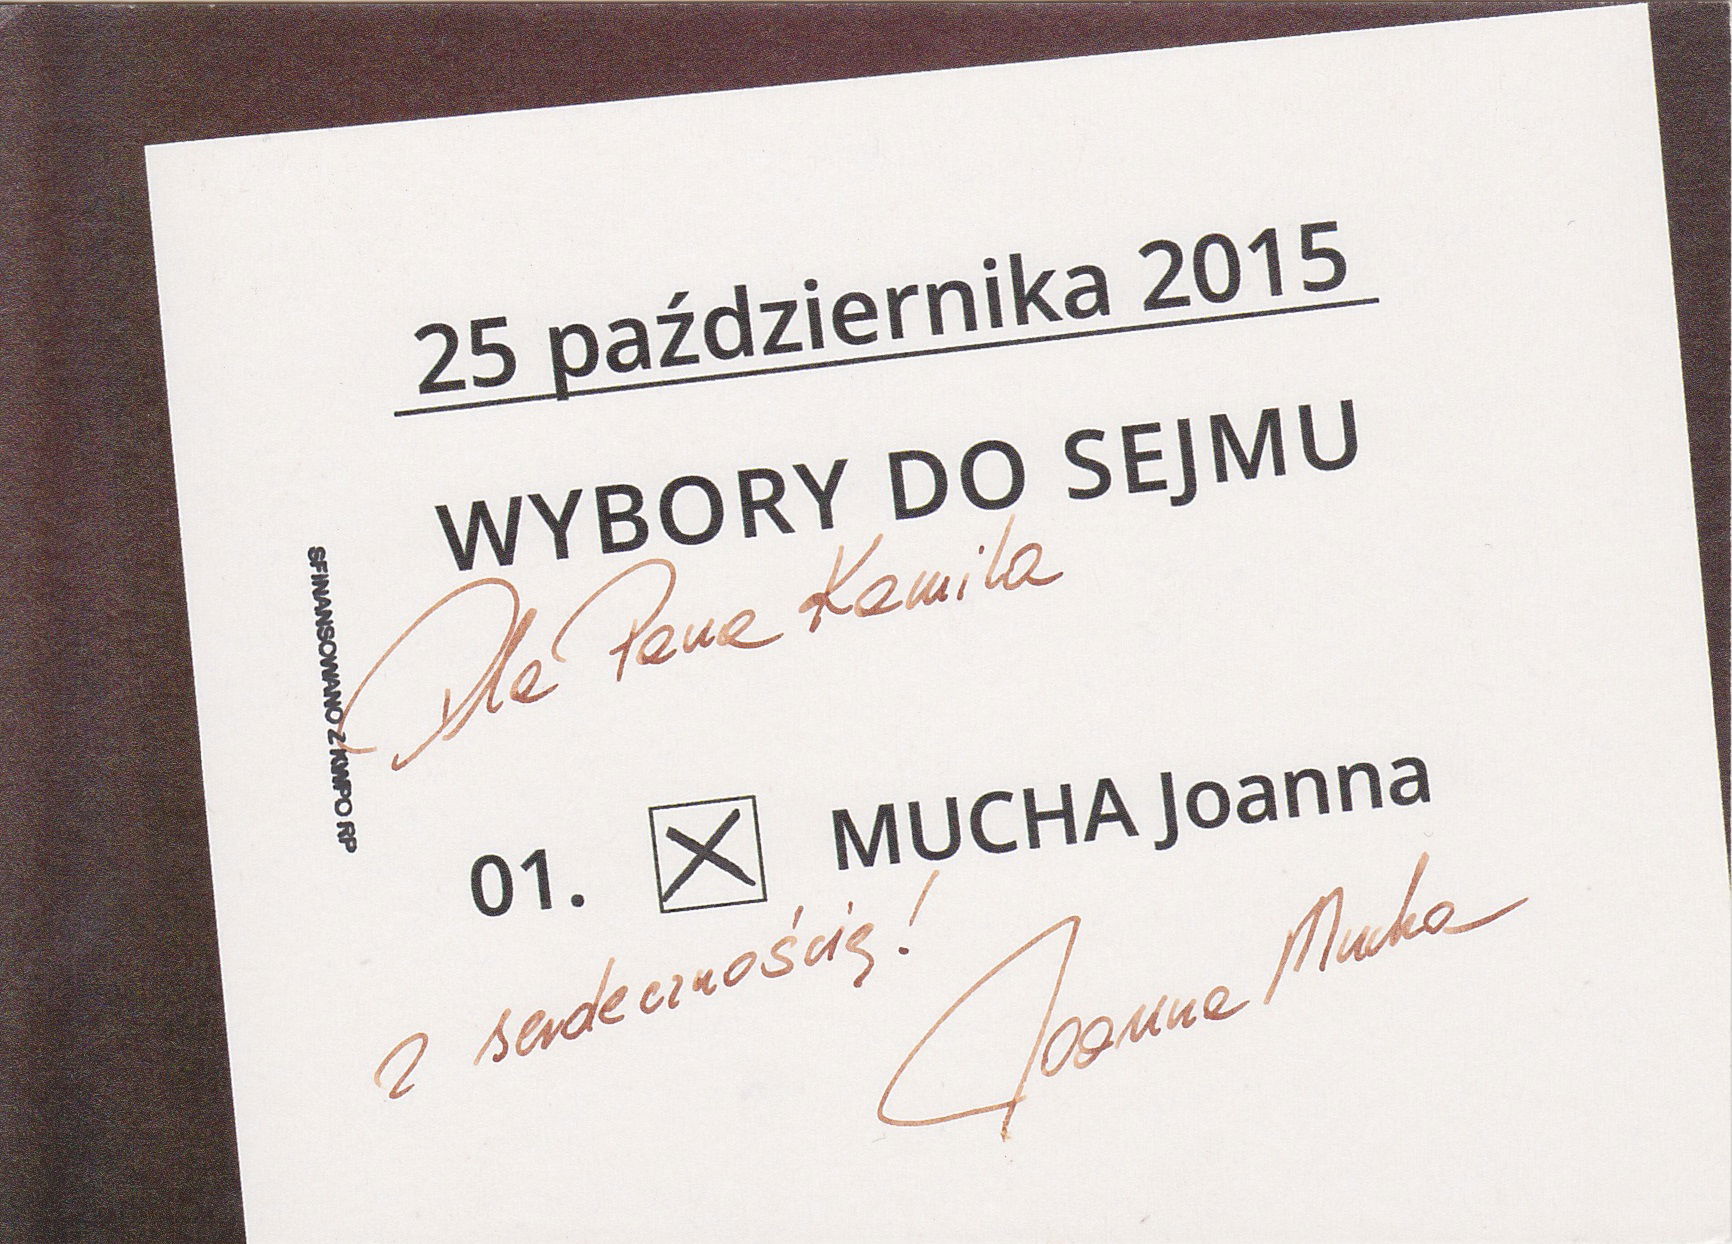 25 października 2015
WYBORY DO SEJMU
Dla Pana Kamila
SFINANSOWANO Z KWPO RP
01. MUCHA Joanna
z serdecznością!
Joanna Mucha